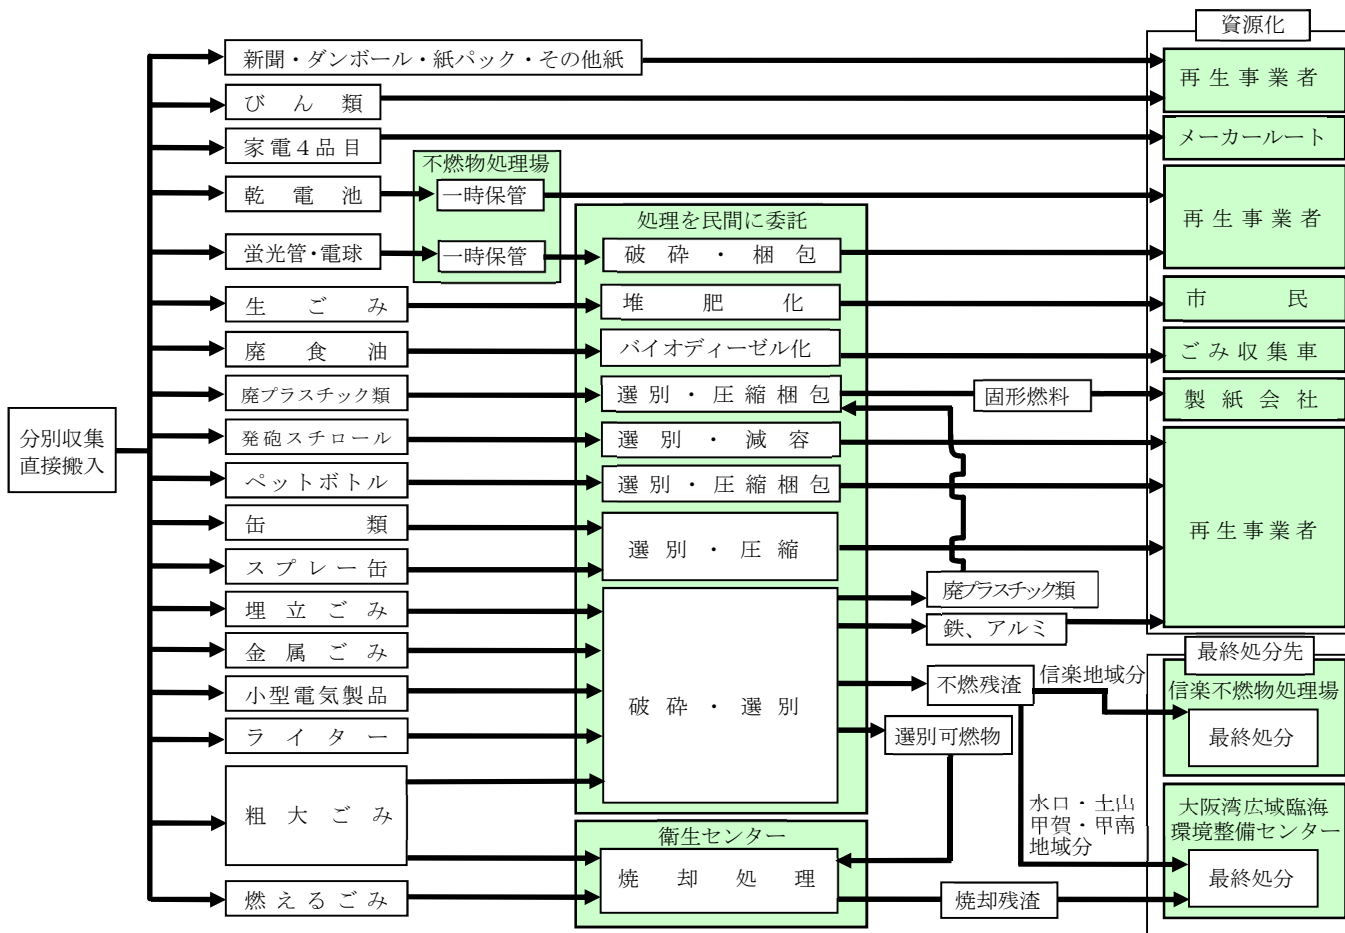 資源化
新聞・ダンボール・紙パック・その他紙
再生事業者
びん類
家電４品目
メーカールート
不燃物処理場
乾電池
一時保管
再生事業者
処理を民間に委託
蛍光管・電球
一時保管
破砕・梱包
生ごみ
堆肥化
市民
廃食油
バイオディーゼル化
ごみ収集車
廃プラスチック類
選別・圧縮梱包
固形燃料
製紙会社
分別収集
直接搬入
発砲スチロール
選別・減容
ペットボトル
選別・圧縮梱包
再生事業者
缶類
選別・圧縮
スプレー缶
廃プラスチック類
埋立ごみ
鉄、アルミ
金属ごみ
最終処分先
小型電気製品
破砕・選別
不燃残渣
信楽地域分
信楽不燃物処理場
最終処分
ライター
選別可燃物
粗大ごみ
水口・土山
甲賀・甲南
地域分
大阪湾広域臨海
環境整備センター
最終処分
衛生センター
焼却処理
燃えるごみ
焼却残渣